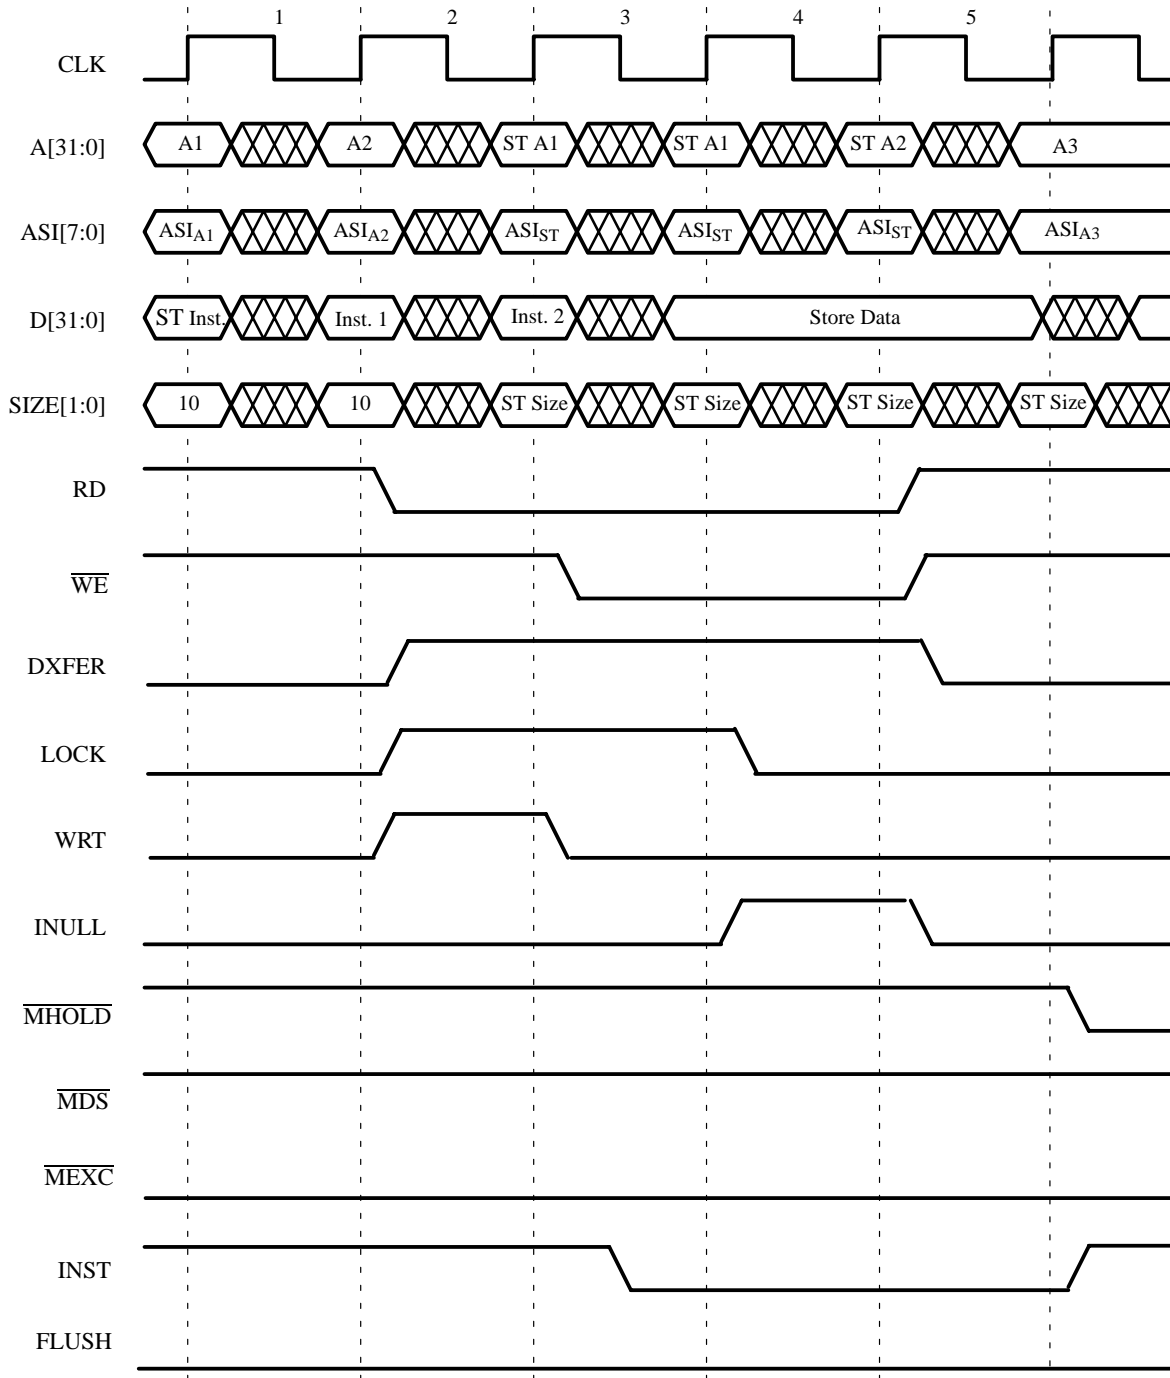 1 2 3 4 5
CLK
A[31:0] A1 A2 ST A1 ST A1 ST A2 A3
ASI[7:0] ASIA1 ASIA2 ASIST ASIST ASIST ASIA3
D[31:0] ST Inst. Inst. 1 Inst. 2 Store Data
SIZE[1:0] 10 10 ST Size ST Size ST Size ST Size
RD
WE
DXFER
LOCK
WRT
INULL
MHOLD
MDS
MEXC
INST
FLUSH